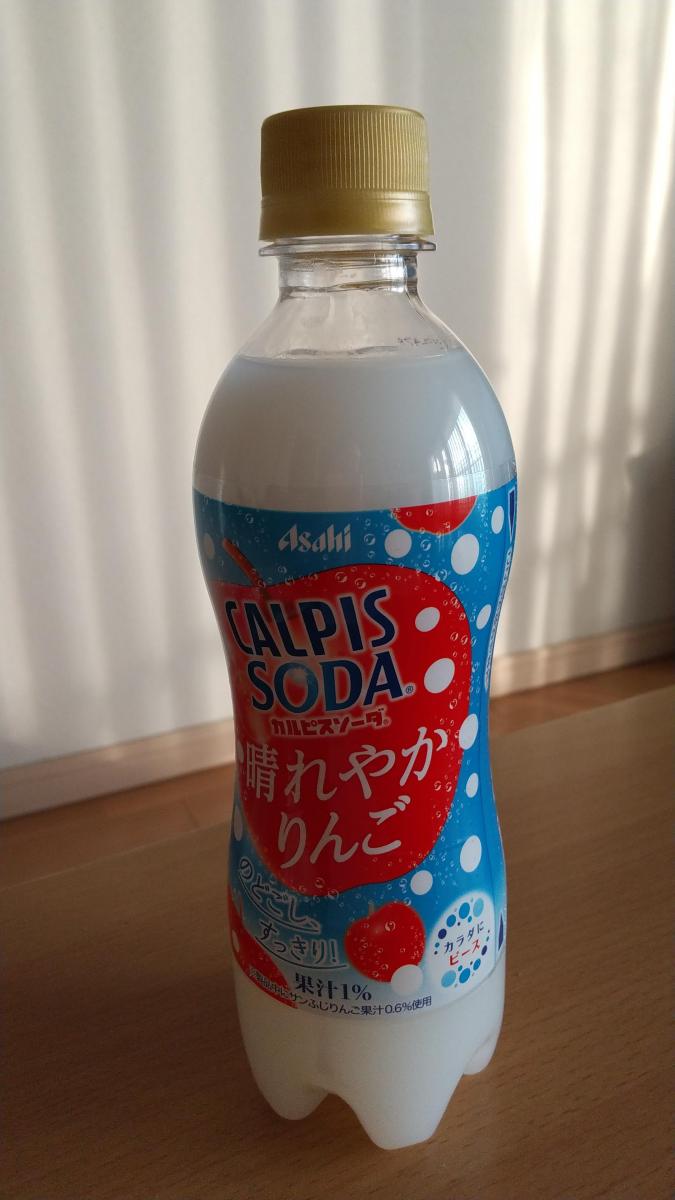 Asahi
CALPIS
SODA®
カルピスソーダ®
晴れやか
りんご
のどごし、
すっきり!
カラダに
ピース
果汁1%
サンふじりんご果汁0.6%使用